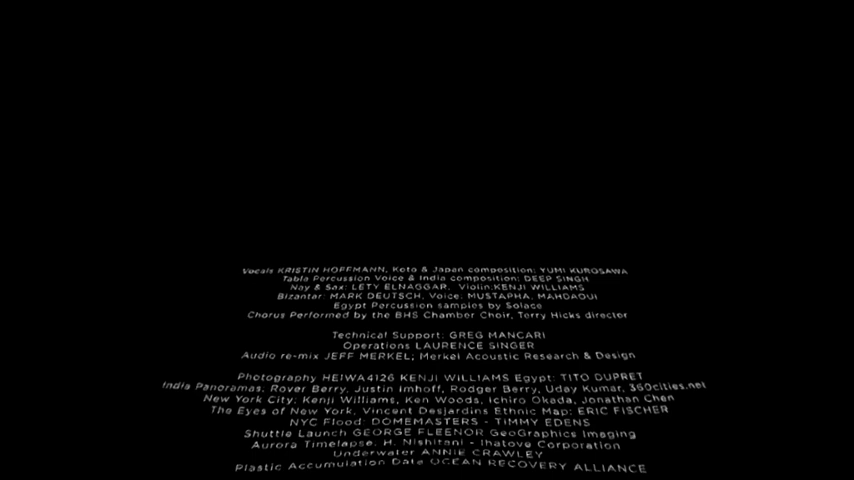 Vocals KRISTIN HOFFMANN, Koto & Japan composition: YUMI KUROSAWA
Tabla Percussion Voice & India composition: DEEP SINGH
Nay & Sax: LETY ELNAGGAR, Violin:KENJI WILLIAMS
Bizantar: MARK DEUTSCH, Voice: MUSTAPHA, MAHDAOUI
Egypt Percussion samples by Solace
Chorus Performed by the BHS Chamber Choir, Terry Hicks director
Technical Support: GREG MANCARI
Operations LAURENCE SINGER
Audio re-mix JEFF MERKEL; Merkel Acoustic Research & Design
Photography HEIWA4126 KENJI WILLIAMS Egypt: TITO DUPRET
India Panoramas, Rover Berry, Justin Imhoff, Rodger Berry, Uday Kumar, 360cities.net
New York City; Kenji Williams, Ken Woods, Ichiro Okada, Jonathan Chen
The Eyes of New York, Vincent Desjardins Ethnic Map: ERIC FISCHER
NYC Flood: DOMEMASTERS - TIMMY EDENS
Shuttle Launch GEORGE FLEENOR GeoGraphics Imaging
Aurora Timelapse: H. Nishitani - Ihatove Corporation
Underwater ANNIE CRAWLEY
Plastic Accumulation Data OCEAN RECOVERY ALLIANCE